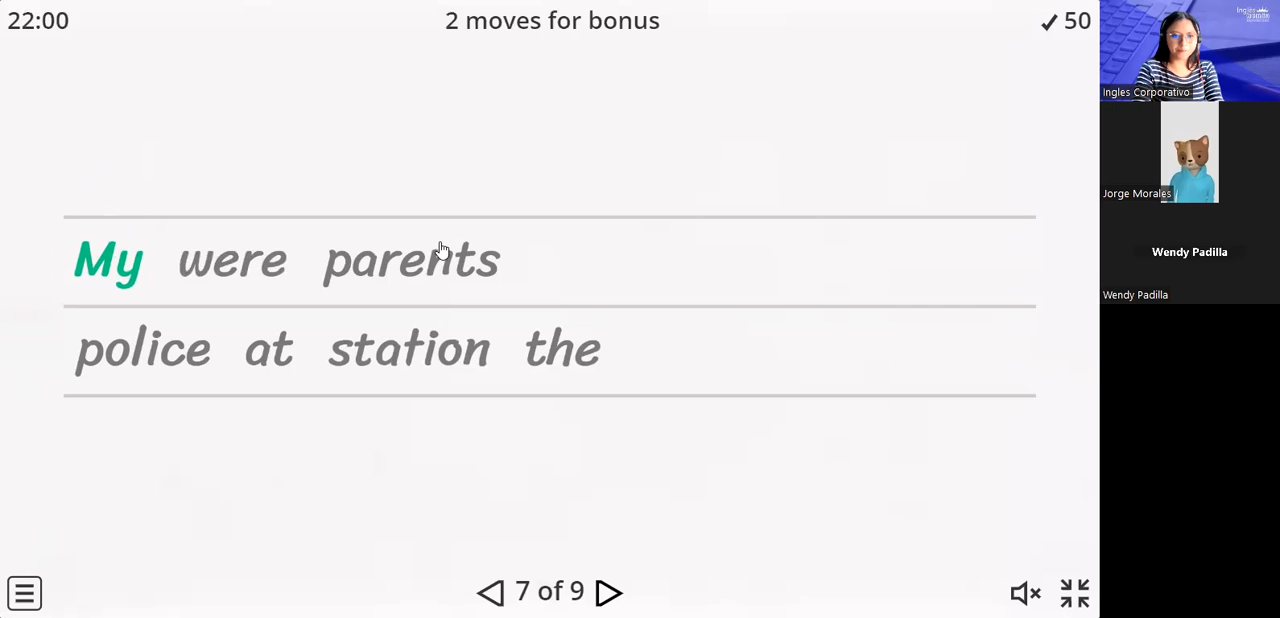 22:00
2 moves for bonus
✓ 50
My were parents
police at station the
7 of 9
Ingles Corporativo
Jorge Morales
Wendy Padilla
Wendy Padilla